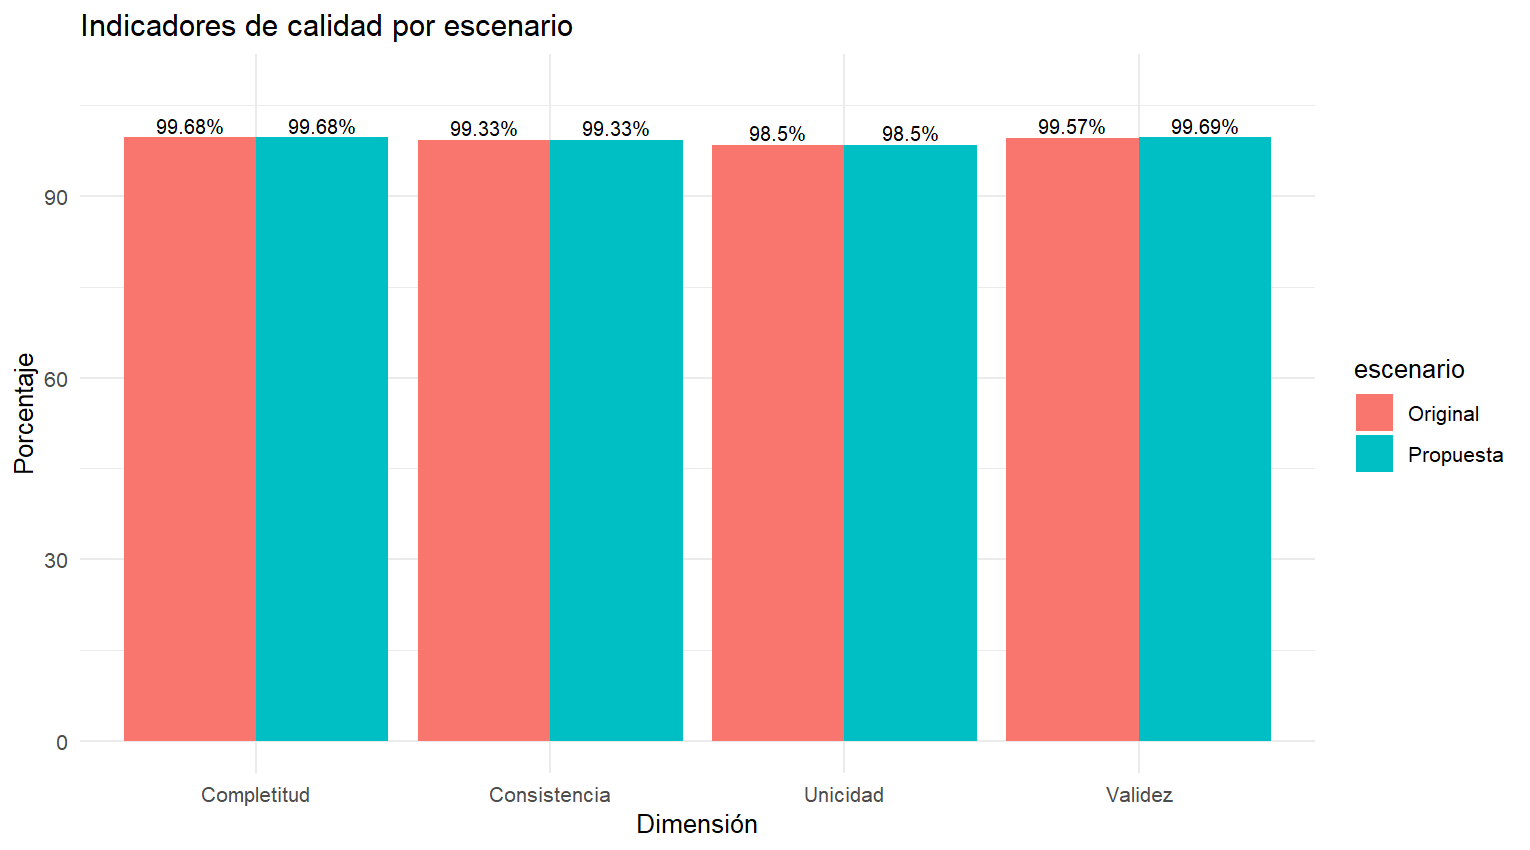 Indicadores de calidad por escenario
99.68% 99.68% 99.33% 99.33% 98.5% 98.5% 99.57% 99.69%
90
60
30
0
Porcentaje
Completitud Consistencia Unicidad Validez
Dimensión
escenario
Original
Propuesta